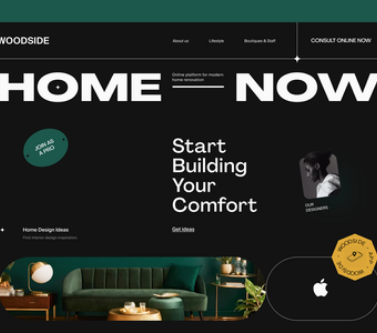 WOODSIDE
About us
Lifestyle
Boutiques & Staff
CONSULT ONLINE NOW
HOME
Online platform for modern
home renovation
NOW
JOIN AS
A PRO
Start
Building
Your
Comfort
OUR
DESIGNERS
Home Design Ideas
Find interior design inspiration
Get Ideas
WOODSIDE
APP
WOODSIDE